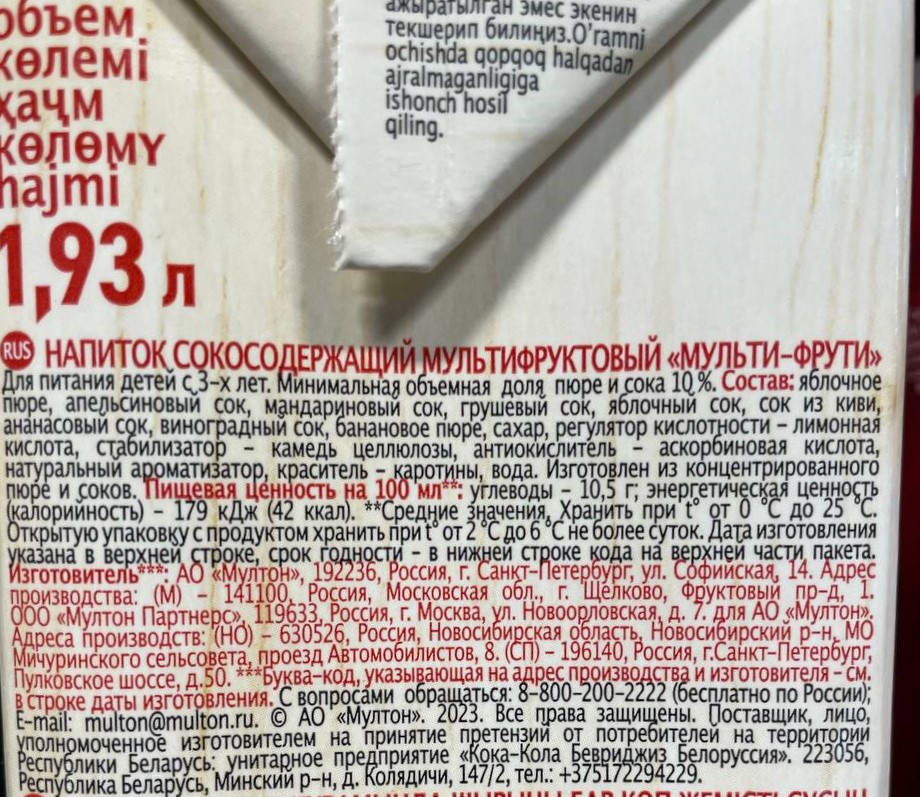 объем
көлемі
ҳаҷм
көлөмү
hajmi
1,93 л
ажыратылган эмес экенин
текшерип билиңиз.O'ramni
ochishda qopqoq halqadan
ajralmaganligiga
ishonch hosil
qiling.
RUS НАПИТОК СОКОСОДЕРЖАЩИЙ МУЛЬТИФРУКТОВЫЙ «МУЛЬТИ-ФРУТИ»
Для питания детей с 3-х лет. Минимальная объемная доля пюре и сока 10 %. Состав: яблочное
пюре, апельсиновый сок, мандариновый сок, грушевый сок, яблочный сок, сок из киви,
ананасовый сок, виноградный сок, банановое пюре, сахар, регулятор кислотности – лимонная
кислота, стабилизатор – камедь целлюлозы, антиокислитель – аскорбиновая кислота,
натуральный ароматизатор, краситель – каротины, вода. Изготовлен из концентрированного
пюре и соков. Пищевая ценность на 100 мл**: углеводы – 10,5 г; энергетическая ценность
(калорийность) – 179 кДж (42 ккал). **Средние значения. Хранить при t° от 0 °С до 25 °С.
Открытую упаковку с продуктом хранить при t° от 2 °С до 6 °С не более суток. Дата изготовления
указана в верхней строке, срок годности – в нижней строке кода на верхней части пакета.
Изготовитель***: АО «Мултон», 192236, Россия, г. Санкт-Петербург, ул. Софийская, 14. Адрес
производства: (М) – 141100, Россия, Московская обл., г. Щёлково, Фруктовый пр-д, 1.
ООО «Мултон Партнерс», 119633, Россия, г. Москва, ул. Новоорловская, д. 7. для АО «Мултон».
Адреса производств: (НО) – 630526, Россия, Новосибирская область, Новосибирский р-н, МО
Мичуринского сельсовета, проезд Автомобилистов, 8. (СП) – 196140, Россия, г.Санкт-Петербург,
Пулковское шоссе, д.50. ***Буква-код, указывающая на адрес производства и изготовителя – см.
в строке даты изготовления. С вопросами обращаться: 8-800-200-2222 (бесплатно по России);
E-mail: multon@multon.ru. © АО «Мултон». 2023. Все права защищены. Поставщик, лицо,
уполномоченное изготовителем на принятие претензий от потребителей на территории
Республики Беларусь: унитарное предприятие «Кока-Кола Бевриджиз Белоруссия». 223056,
Республика Беларусь, Минский р-н, д. Колядичи, 147/2, тел.: +375172294229.